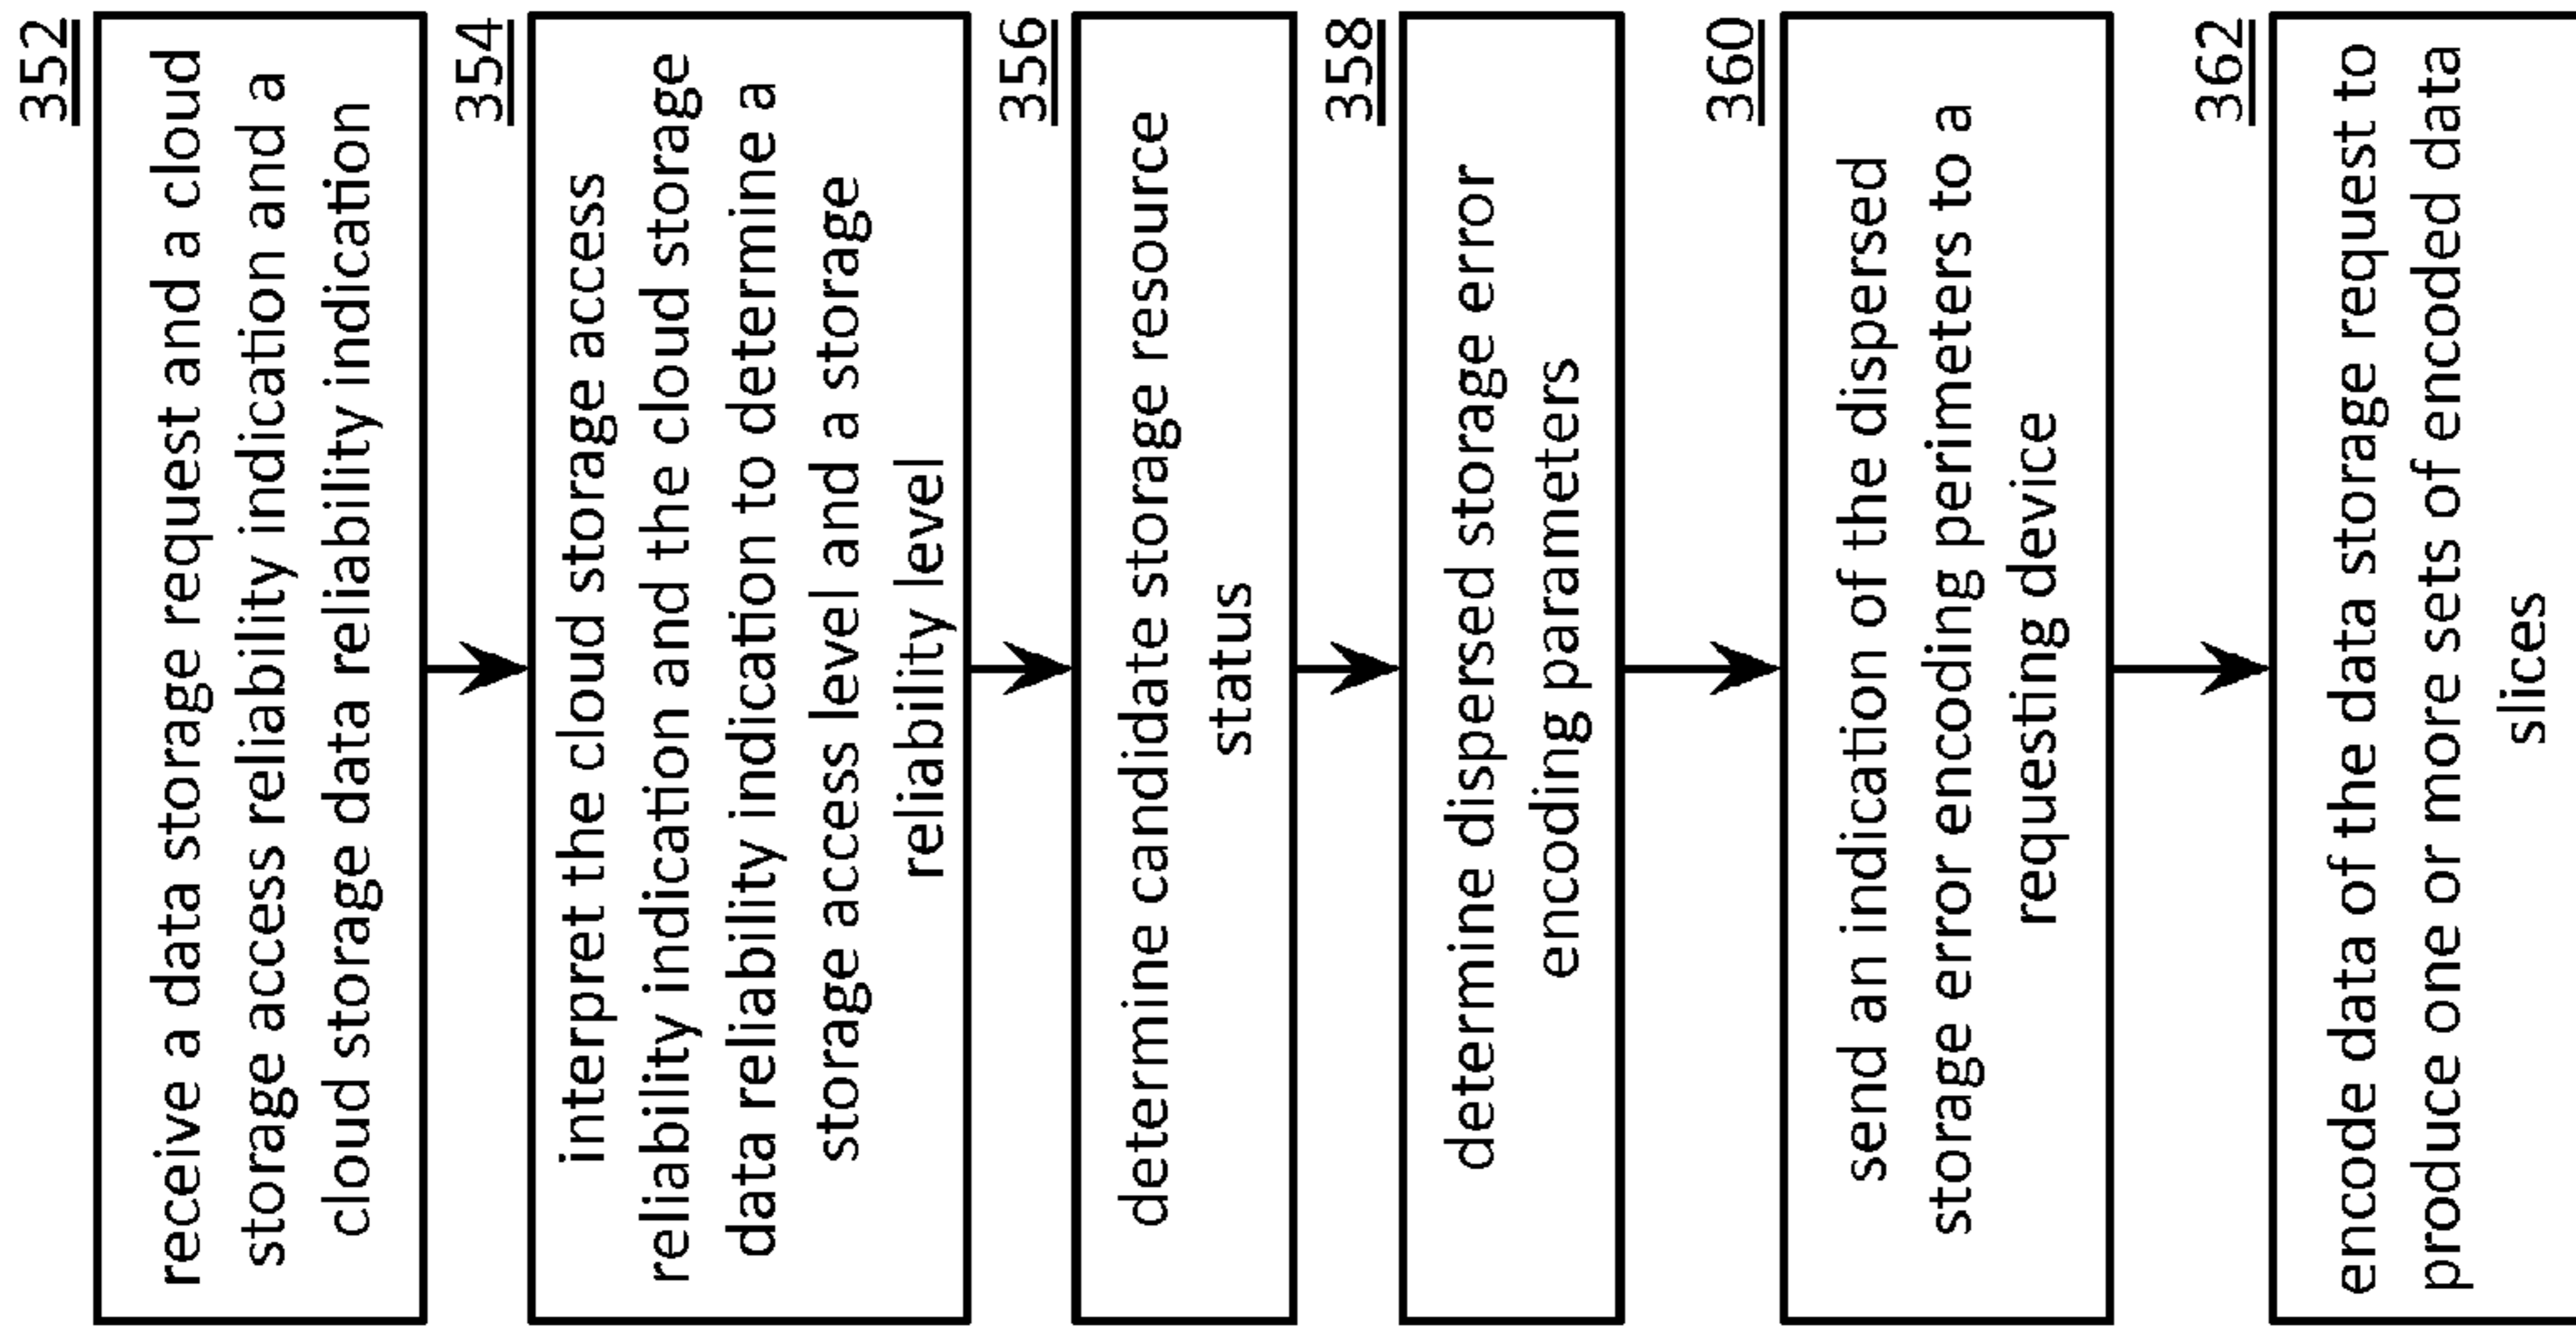 352
receive a data storage request and a cloud
storage access reliability indication and a
cloud storage data reliability indication
354
interpret the cloud storage access
reliability indication and the cloud storage
data reliability indication to determine a
storage access level and a storage
reliability level
356
determine candidate storage resource
status
358
determine dispersed storage error
encoding parameters
360
send an indication of the dispersed
storage error encoding perimeters to a
requesting device
362
encode data of the data storage request to
produce one or more sets of encoded data
slices